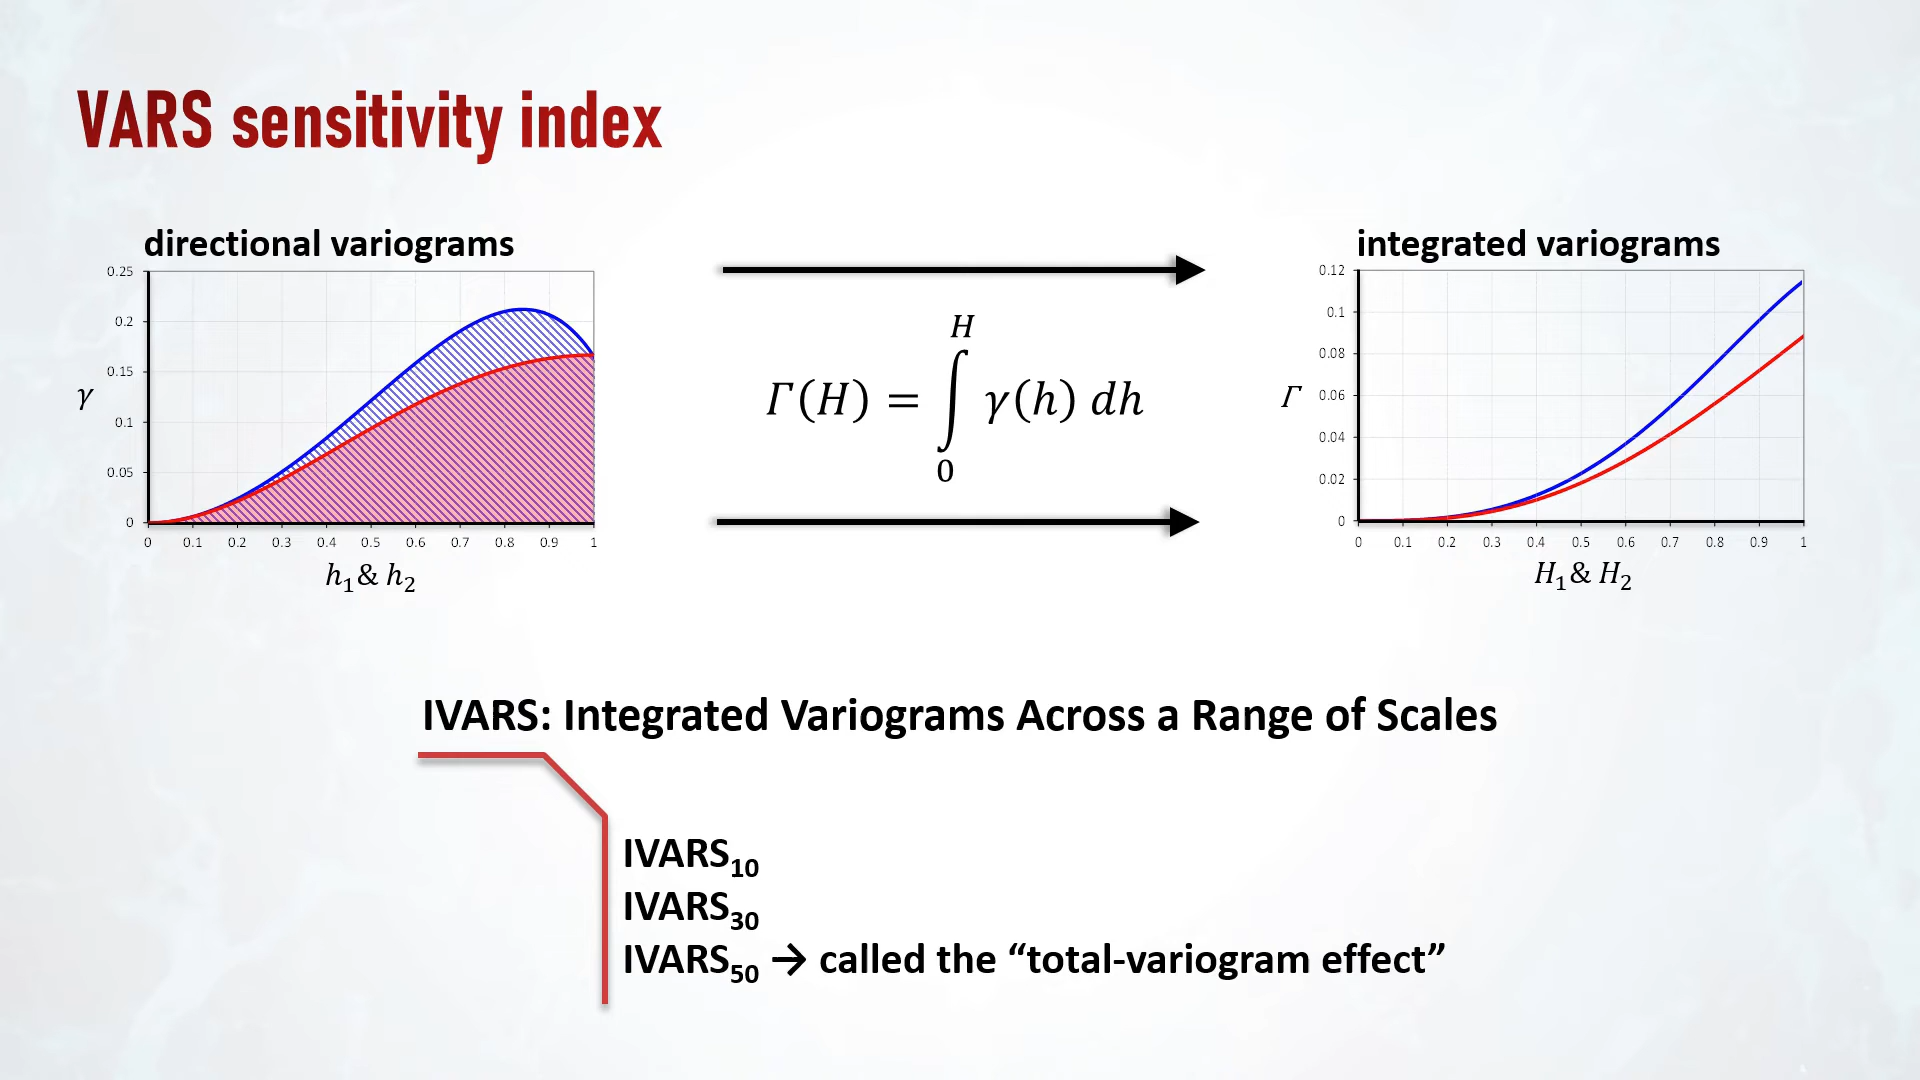 VARS sensitivity index
directional variograms
0.25
0.2
0.15
0.1
0.05
0
γ
0 0.1 0.2 0.3 0.4 0.5 0.6 0.7 0.8 0.9 1
h₁& h₂
H
Γ(H) = ∫ γ(h) dh
0
integrated variograms
0.12
0.1
0.08
0.06
0.04
0.02
0
Γ
0 0.1 0.2 0.3 0.4 0.5 0.6 0.7 0.8 0.9 1
H₁& H₂
IVARS: Integrated Variograms Across a Range of Scales
IVARS₁₀
IVARS₃₀
IVARS₅₀ → called the “total-variogram effect”